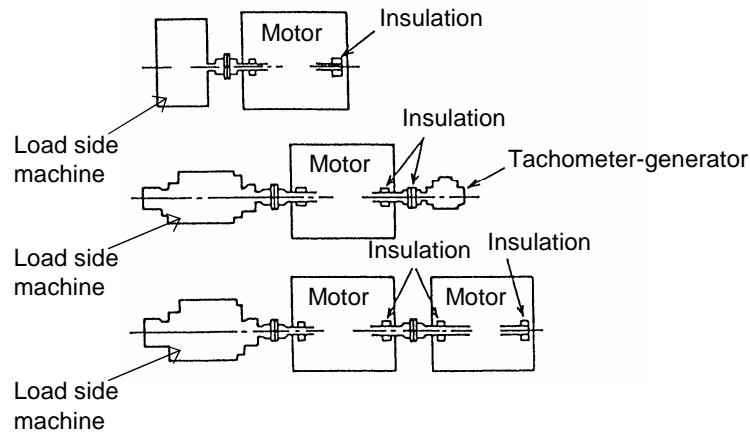 Insulation
Motor
Load side
machine
Insulation
Motor
Tachometer-generator
Load side
machine
Insulation
Insulation
Motor
Motor
Load side
machine